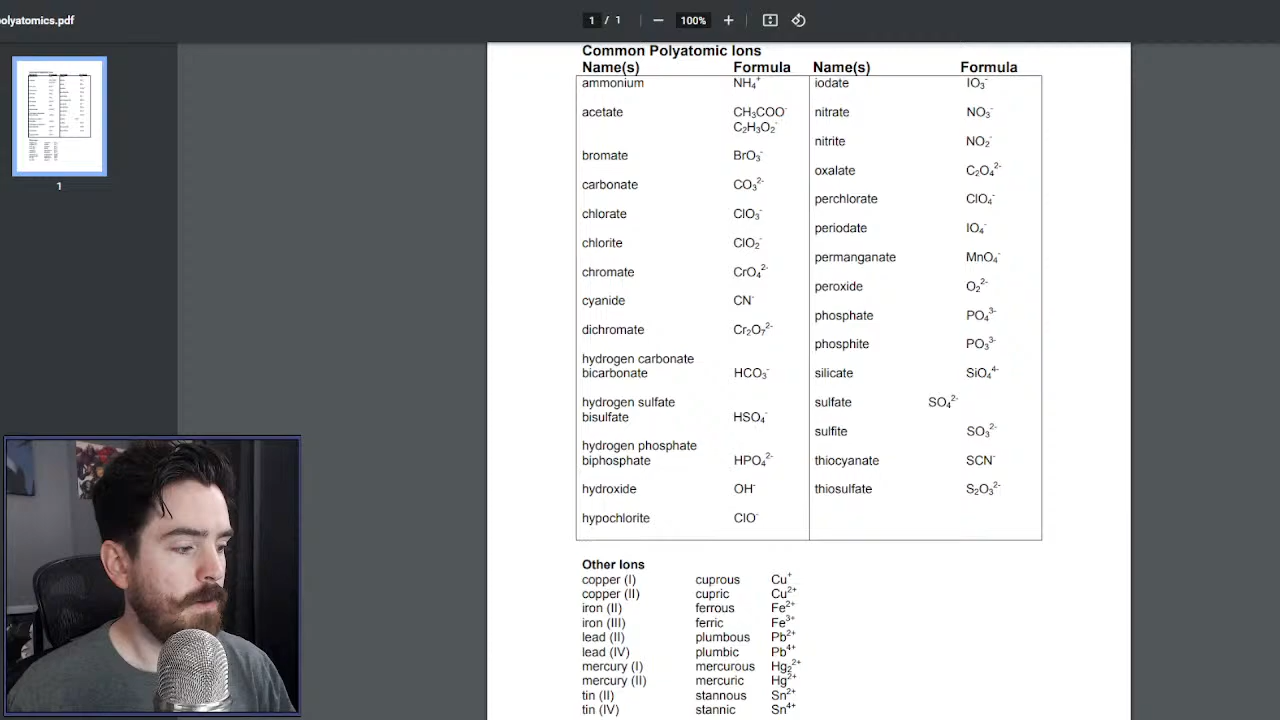 olyatomics.pdf
1 / 1 100%
1
Common Polyatomic Ions
Name(s) Formula Name(s) Formula
ammonium NH₄⁺
acetate CH₃COO⁻
C₂H₃O₂⁻
bromate BrO₃⁻
carbonate CO₃²⁻
chlorate ClO₃⁻
chlorite ClO₂⁻
chromate CrO₄²⁻
cyanide CN⁻
dichromate Cr₂O₇²⁻
hydrogen carbonate
bicarbonate HCO₃⁻
hydrogen sulfate
bisulfate HSO₄⁻
hydrogen phosphate
biphosphate HPO₄²⁻
hydroxide OH⁻
hypochlorite ClO⁻
iodate IO₃⁻
nitrate NO₃⁻
nitrite NO₂⁻
oxalate C₂O₄²⁻
perchlorate ClO₄⁻
periodate IO₄⁻
permanganate MnO₄⁻
peroxide O₂²⁻
phosphate PO₄³⁻
phosphite PO₃³⁻
silicate SiO₄⁴⁻
sulfate SO₄²⁻
sulfite SO₃²⁻
thiocyanate SCN⁻
thiosulfate S₂O₃²⁻
Other Ions
copper (I) cuprous Cu⁺
copper (II) cupric Cu²⁺
iron (II) ferrous Fe²⁺
iron (III) ferric Fe³⁺
lead (II) plumbous Pb²⁺
lead (IV) plumbic Pb⁴⁺
mercury (I) mercurous Hg₂²⁺
mercury (II) mercuric Hg²⁺
tin (II) stannous Sn²⁺
tin (IV) stannic Sn⁴⁺